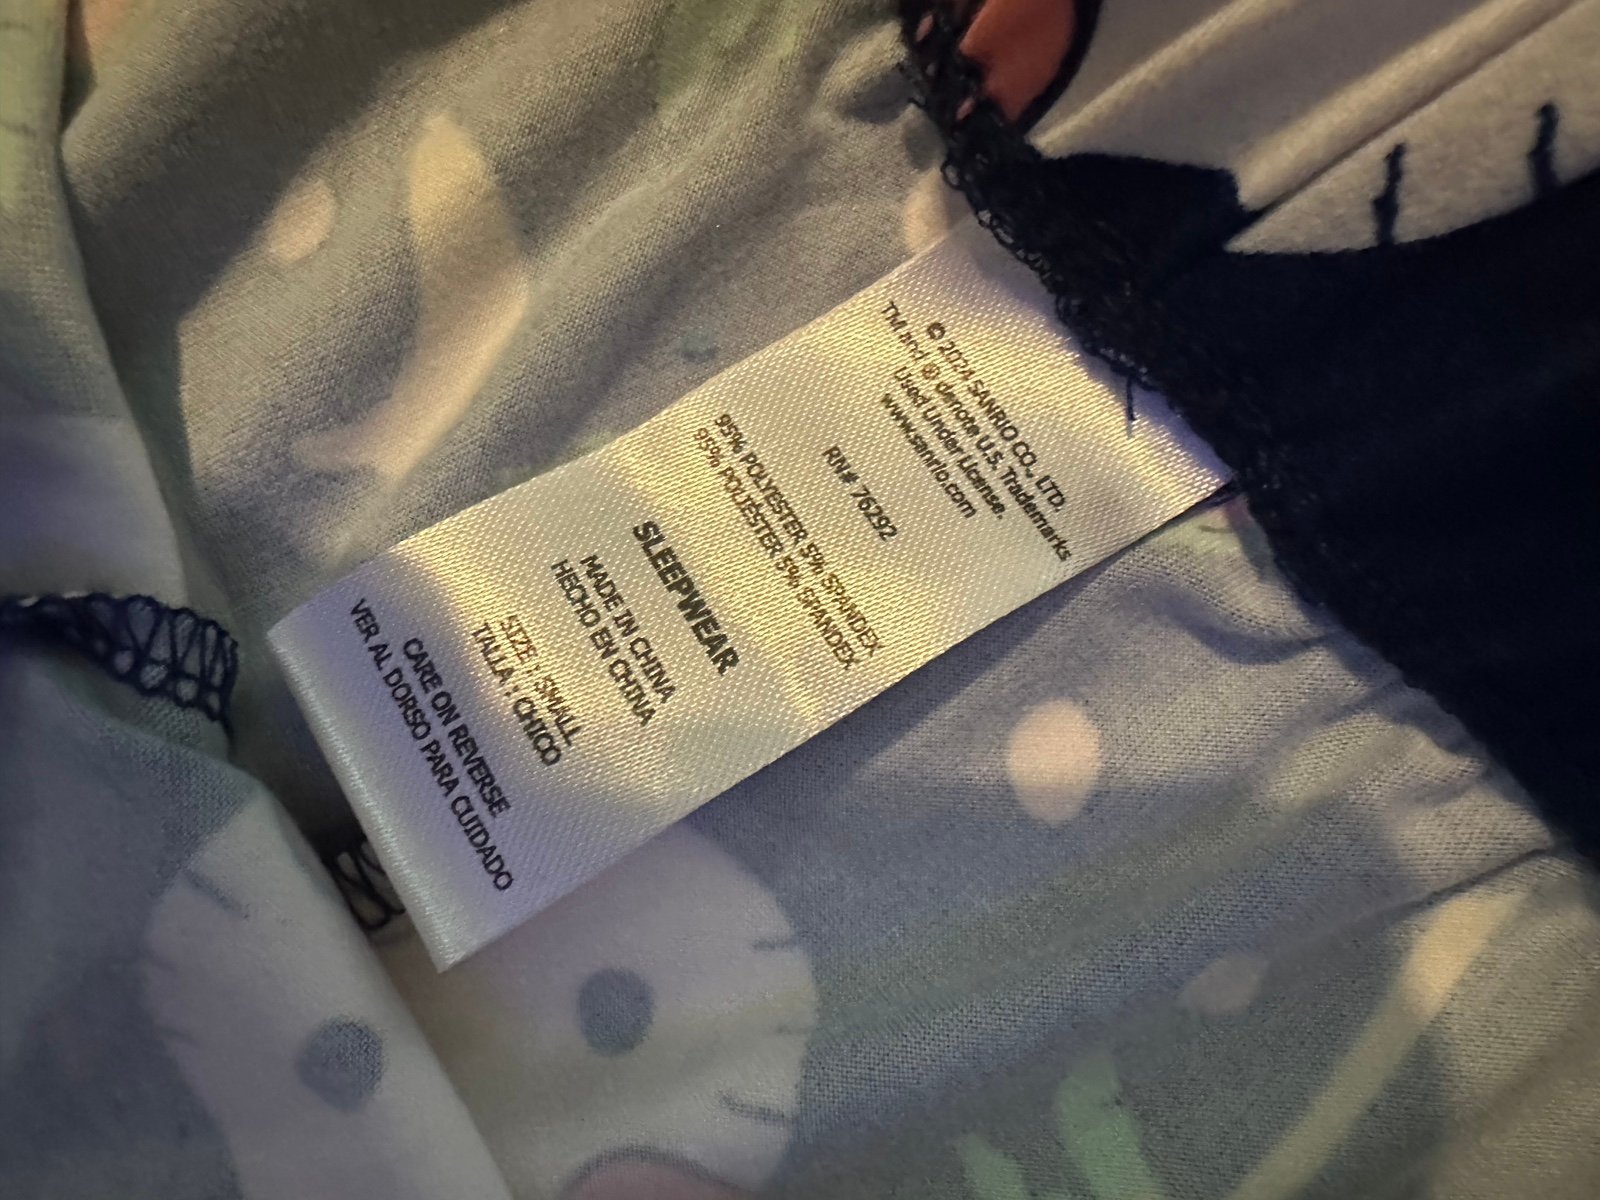 © 2024 SANRIO CO., LTD.
TM and ® denote U.S. Trademarks
Used Under License.
www.sanrio.com
RN# 76292
95% POLYESTER 5% SPANDEX
95% POLIÉSTER 5% SPANDEX
SLEEPWEAR
MADE IN CHINA
HECHO EN CHINA
SIZE : SMALL
TALLA : CHICO
CARE ON REVERSE
VER AL DORSO PARA CUIDADO